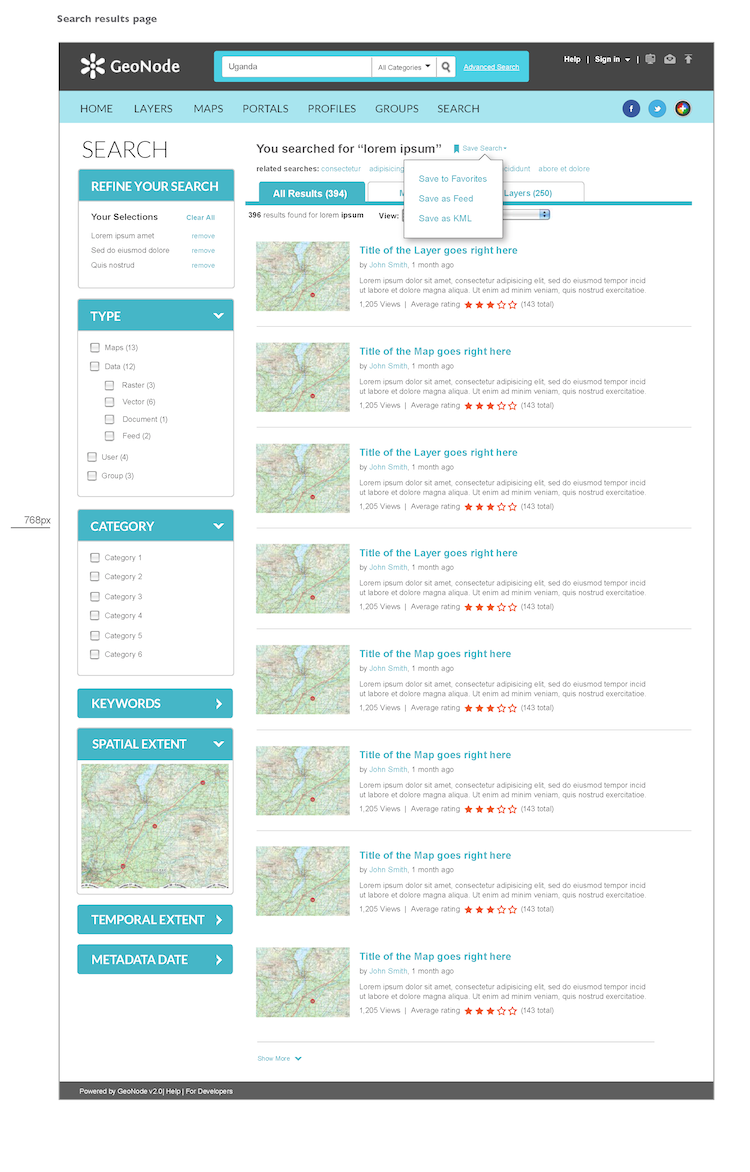 Search results page
GeoNode
Uganda
All Categories
Advanced Search
Help | Sign in |
HOME LAYERS MAPS PORTALS PROFILES GROUPS SEARCH
SEARCH
REFINE YOUR SEARCH
Your Selections Clear All
Lorem ipsum amet remove
Sed do eiusmod dolore remove
Quis nostrud remove
TYPE
Maps (13)
Data (12)
Raster (3)
Vector (6)
Document (1)
Feed (2)
User (4)
Group (3)
768px
CATEGORY
Category 1
Category 2
Category 3
Category 4
Category 5
Category 6
KEYWORDS
SPATIAL EXTENT
TEMPORAL EXTENT
METADATA DATE
You searched for “lorem ipsum” Save Search
related searches: consectetur adipisicing abore et dolore
Save to Favorites
Save as Feed
Save as KML
All Results (394) Layers (250)
396 results found for lorem ipsum View:
Title of the Layer goes right here
by John Smith, 1 month ago
Lorem ipsum dolor sit amet, consectetur adipisicing elit, sed do eiusmod tempor incid
ut labore et dolore magna aliqua. Ut enim ad minim veniam, quis nostrud exercitatioe.
1,205 Views | Average rating (143 total)
Title of the Map goes right here
by John Smith, 1 month ago
Lorem ipsum dolor sit amet, consectetur adipisicing elit, sed do eiusmod tempor incid
ut labore et dolore magna aliqua. Ut enim ad minim veniam, quis nostrud exercitatioe.
1,205 Views | Average rating (143 total)
Title of the Layer goes right here
by John Smith, 1 month ago
Lorem ipsum dolor sit amet, consectetur adipisicing elit, sed do eiusmod tempor incid
ut labore et dolore magna aliqua. Ut enim ad minim veniam, quis nostrud exercitatioe.
1,205 Views | Average rating (143 total)
Title of the Layer goes right here
by John Smith, 1 month ago
Lorem ipsum dolor sit amet, consectetur adipisicing elit, sed do eiusmod tempor incid
ut labore et dolore magna aliqua. Ut enim ad minim veniam, quis nostrud exercitatioe.
1,205 Views | Average rating (143 total)
Title of the Map goes right here
by John Smith, 1 month ago
Lorem ipsum dolor sit amet, consectetur adipisicing elit, sed do eiusmod tempor incid
ut labore et dolore magna aliqua. Ut enim ad minim veniam, quis nostrud exercitatioe.
1,205 Views | Average rating (143 total)
Title of the Map goes right here
by John Smith, 1 month ago
Lorem ipsum dolor sit amet, consectetur adipisicing elit, sed do eiusmod tempor incid
ut labore et dolore magna aliqua. Ut enim ad minim veniam, quis nostrud exercitatioe.
1,205 Views | Average rating (143 total)
Title of the Map goes right here
by John Smith, 1 month ago
Lorem ipsum dolor sit amet, consectetur adipisicing elit, sed do eiusmod tempor incid
ut labore et dolore magna aliqua. Ut enim ad minim veniam, quis nostrud exercitatioe.
1,205 Views | Average rating (143 total)
Title of the Map goes right here
by John Smith, 1 month ago
Lorem ipsum dolor sit amet, consectetur adipisicing elit, sed do eiusmod tempor incid
ut labore et dolore magna aliqua. Ut enim ad minim veniam, quis nostrud exercitatioe.
1,205 Views | Average rating (143 total)
Show More
Powered by GeoNode v2.0| Help | For Developers